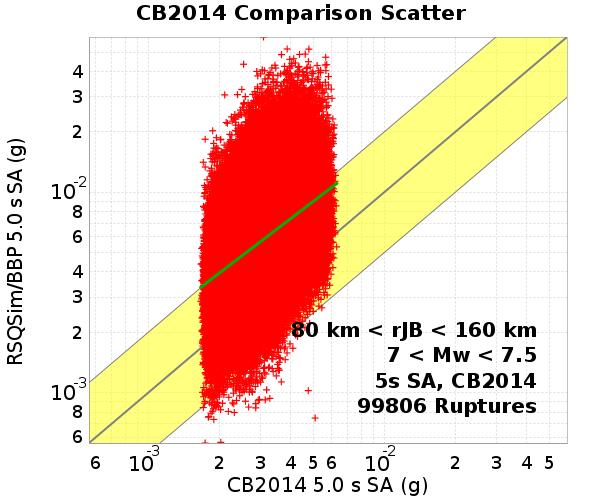 CB2014 Comparison Scatter
RSQSim/BBP 5.0 s SA (g)
4
3
2
10⁻²
8
6
4
3
2
10⁻³
8
6
80 km < rJB < 160 km
7 < Mw < 7.5
5s SA, CB2014
99806 Ruptures
6 10⁻³ 2 3 4 5 6 10⁻² 2 3 4 5
CB2014 5.0 s SA (g)